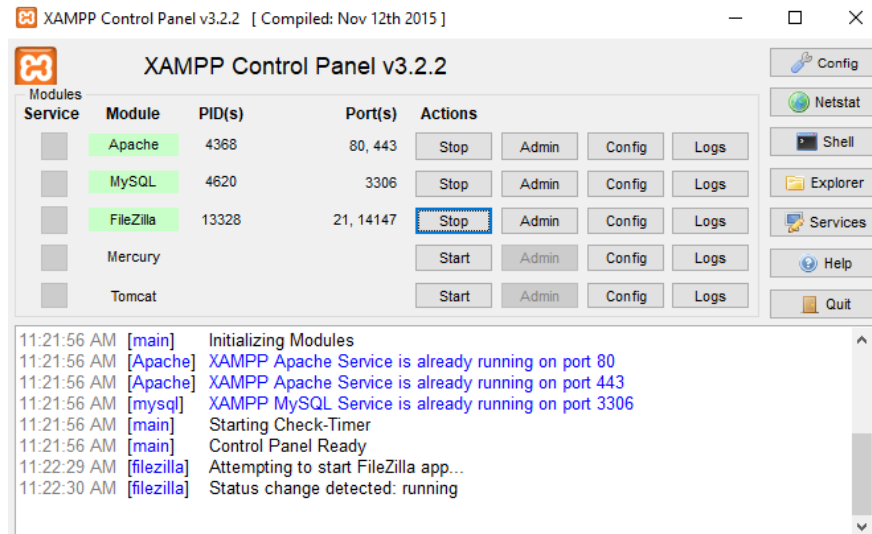 XAMPP Control Panel v3.2.2 [ Compiled: Nov 12th 2015 ]
XAMPP Control Panel v3.2.2
Config
Modules
Service Module PID(s) Port(s) Actions
Netstat
Apache 4368 80, 443 Stop Admin Config Logs
Shell
MySQL 4620 3306 Stop Admin Config Logs
Explorer
FileZilla 13328 21, 14147 Stop Admin Config Logs
Services
Mercury Start Admin Config Logs
Help
Tomcat Start Admin Config Logs
Quit
11:21:56 AM [main] Initializing Modules
11:21:56 AM [Apache] XAMPP Apache Service is already running on port 80
11:21:56 AM [Apache] XAMPP Apache Service is already running on port 443
11:21:56 AM [mysql] XAMPP MySQL Service is already running on port 3306
11:21:56 AM [main] Starting Check-Timer
11:21:56 AM [main] Control Panel Ready
11:22:29 AM [filezilla] Attempting to start FileZilla app...
11:22:30 AM [filezilla] Status change detected: running